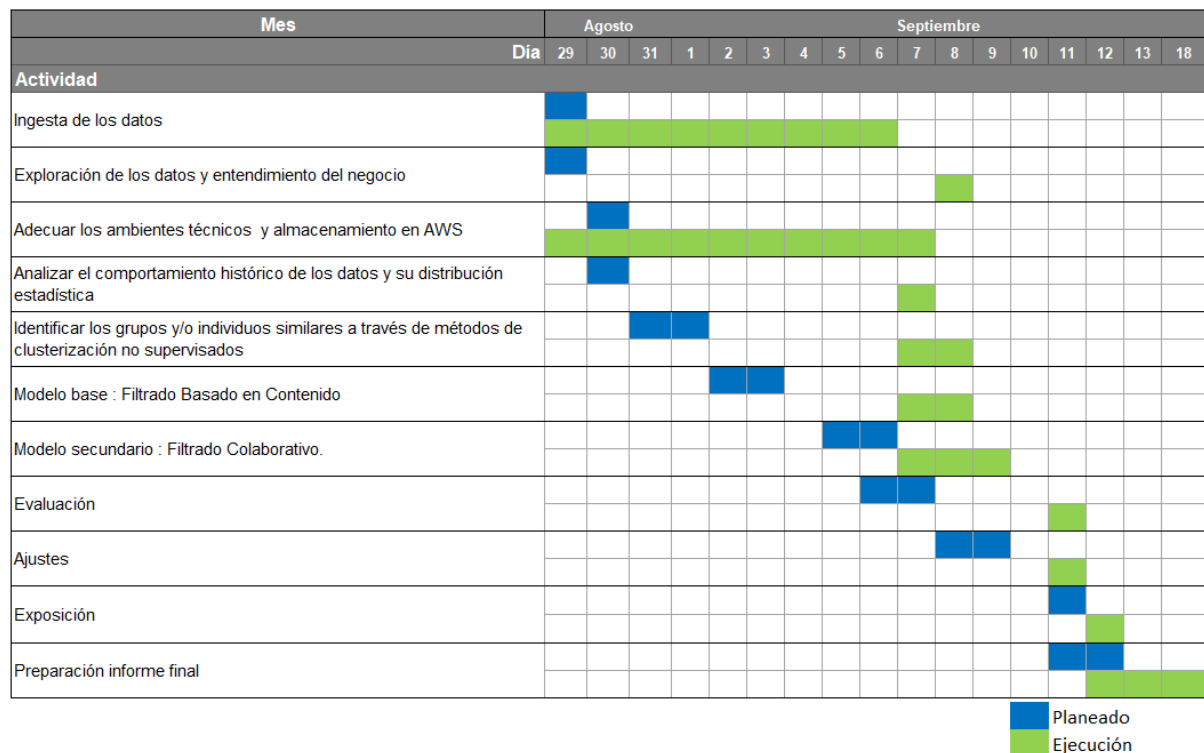 Mes Agosto Septiembre
Día 29 30 31 1 2 3 4 5 6 7 8 9 10 11 12 13 18
Actividad
Ingesta de los datos
Exploración de los datos y entendimiento del negocio
Adecuar los ambientes técnicos y almacenamiento en AWS
Analizar el comportamiento histórico de los datos y su distribución
estadística
Identificar los grupos y/o individuos similares a través de métodos de
clusterización no supervisados
Modelo base : Filtrado Basado en Contenido
Modelo secundario : Filtrado Colaborativo.
Evaluación
Ajustes
Exposición
Preparación informe final
Planeado
Ejecución